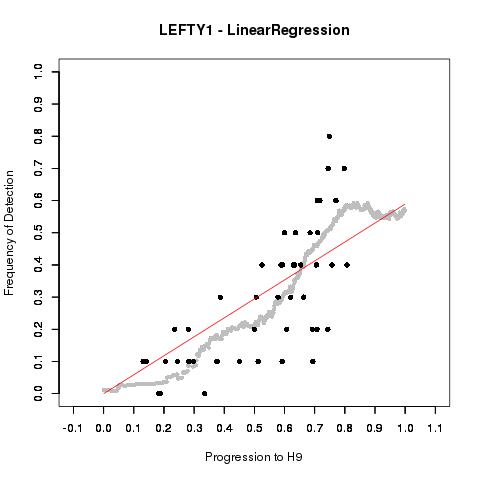 LEFTY1 - LinearRegression
Frequency of Detection
1.0
0.9
0.8
0.7
0.6
0.5
0.4
0.3
0.2
0.1
0.0
-0.1 0.0 0.1 0.2 0.3 0.4 0.5 0.6 0.7 0.8 0.9 1.0 1.1
Progression to H9